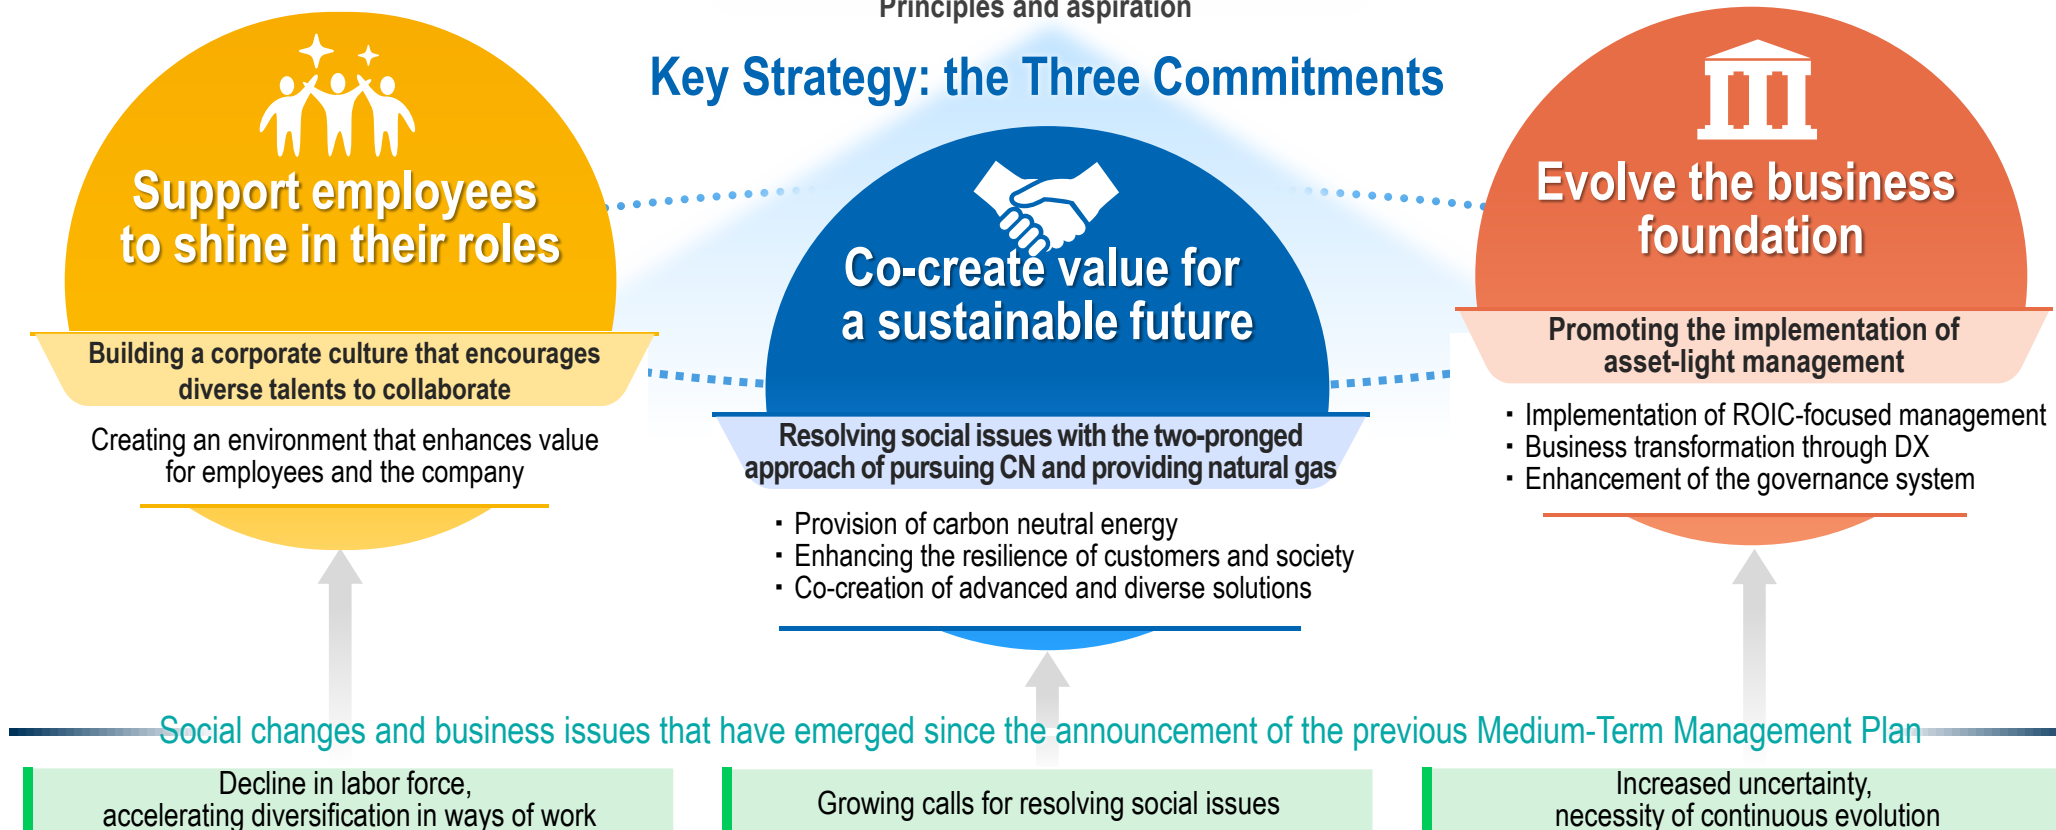 Principles and aspiration
Key Strategy: the Three Commitments
Support employees
to shine in their roles
Building a corporate culture that encourages
diverse talents to collaborate
Creating an environment that enhances value
for employees and the company
Co-create value for
a sustainable future
Resolving social issues with the two-pronged
approach of pursuing CN and providing natural gas
▪ Provision of carbon neutral energy
▪ Enhancing the resilience of customers and society
▪ Co-creation of advanced and diverse solutions
Evolve the business
foundation
Promoting the implementation of
asset-light management
▪ Implementation of ROIC-focused management
▪ Business transformation through DX
▪ Enhancement of the governance system
Social changes and business issues that have emerged since the announcement of the previous Medium-Term Management Plan
Decline in labor force,
accelerating diversification in ways of work
Growing calls for resolving social issues
Increased uncertainty,
necessity of continuous evolution